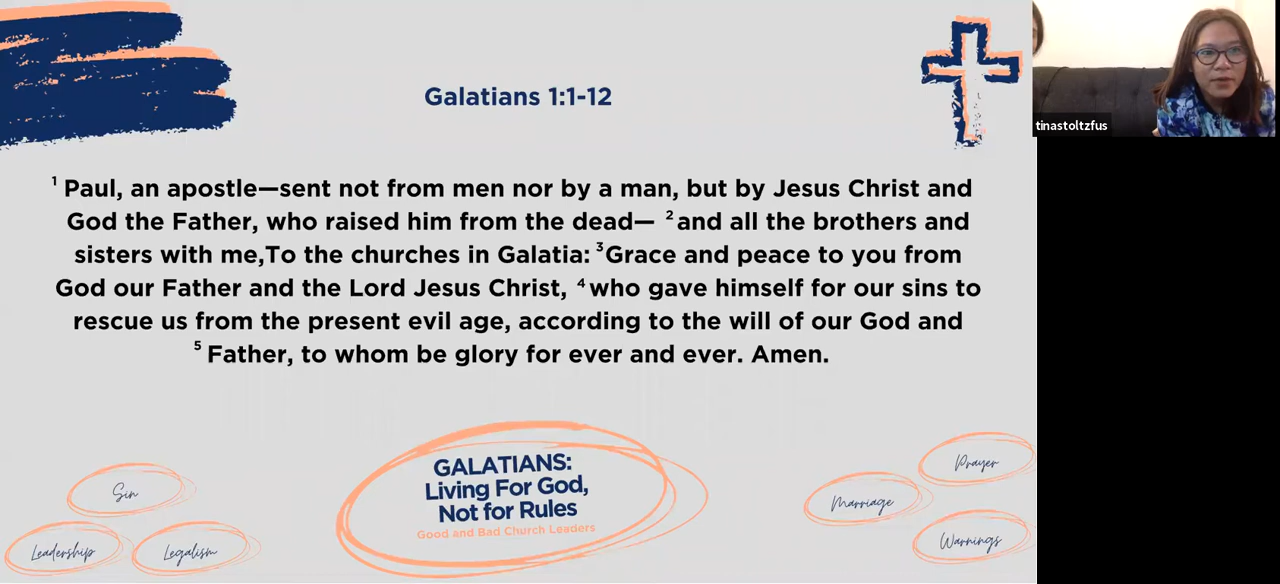 Galatians 1:1-12
tinastoltzfus
1 Paul, an apostle—sent not from men nor by a man, but by Jesus Christ and
God the Father, who raised him from the dead— 2 and all the brothers and
sisters with me,To the churches in Galatia: 3 Grace and peace to you from
God our Father and the Lord Jesus Christ, 4 who gave himself for our sins to
rescue us from the present evil age, according to the will of our God and
5 Father, to whom be glory for ever and ever. Amen.
GALATIANS:
Living For God,
Not for Rules
Good and Bad Church Leaders
Sin
Leadership
Legalism
Prayer
Marriage
Warnings